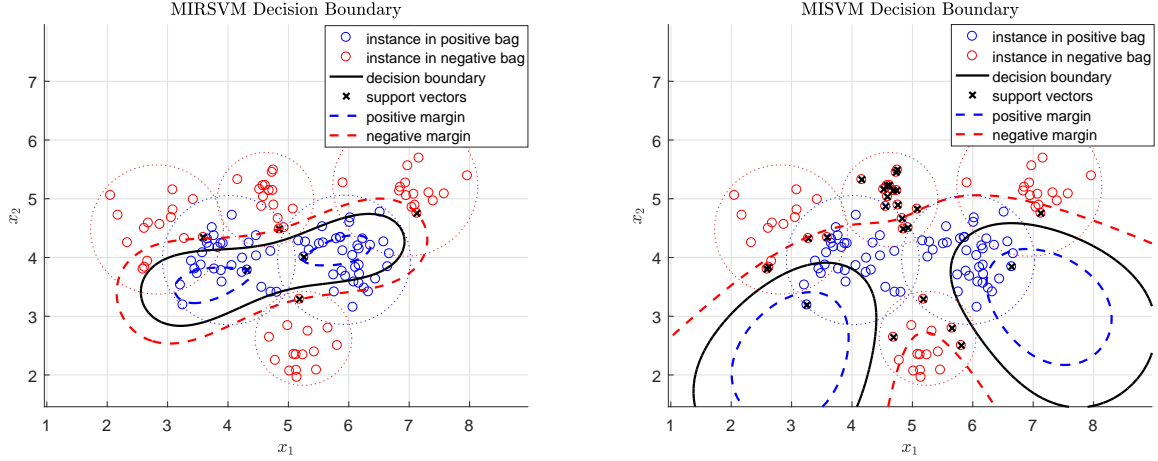 MIRSVM Decision Boundary
instance in positive bag
instance in negative bag
decision boundary
support vectors
positive margin
negative margin
7
6
5
4
3
2
x2
1 2 3 4 5 6 7 8
x1
MISVM Decision Boundary
instance in positive bag
instance in negative bag
decision boundary
support vectors
positive margin
negative margin
7
6
5
4
3
2
x2
1 2 3 4 5 6 7 8
x1